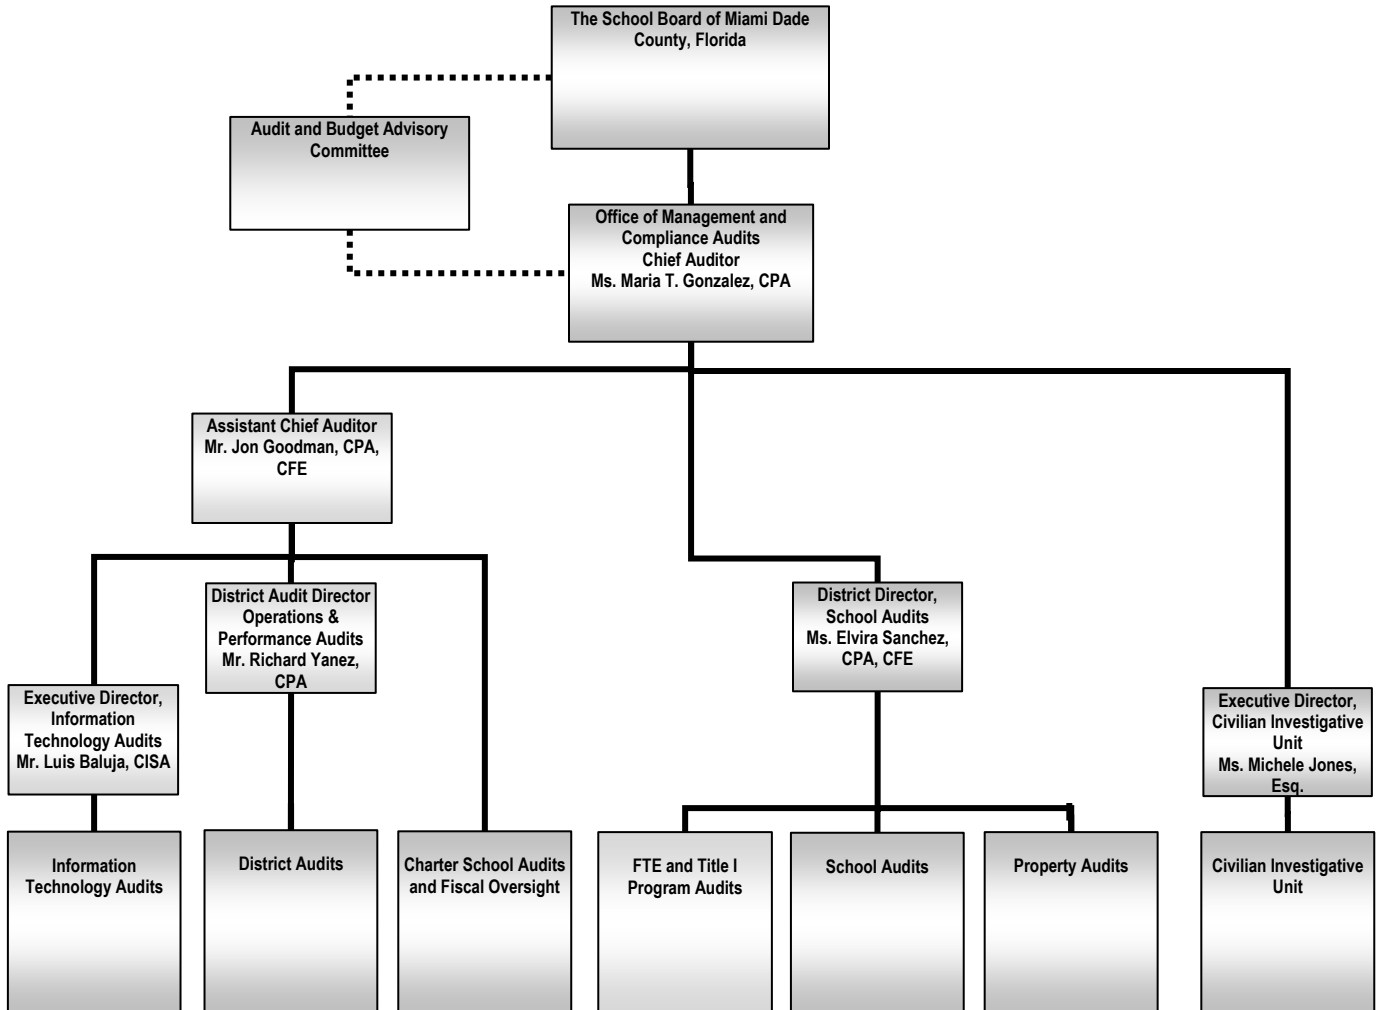 The School Board of Miami Dade
County, Florida
Audit and Budget Advisory
Committee
Office of Management and
Compliance Audits
Chief Auditor
Ms. Maria T. Gonzalez, CPA
Assistant Chief Auditor
Mr. Jon Goodman, CPA,
CFE
District Audit Director
Operations &
Performance Audits
Mr. Richard Yanez,
CPA
District Director,
School Audits
Ms. Elvira Sanchez,
CPA, CFE
Executive Director,
Information
Technology Audits
Mr. Luis Baluja, CISA
Executive Director,
Civilian Investigative
Unit
Ms. Michele Jones,
Esq.
Information
Technology Audits
District Audits
Charter School Audits
and Fiscal Oversight
FTE and Title I
Program Audits
School Audits
Property Audits
Civilian Investigative
Unit